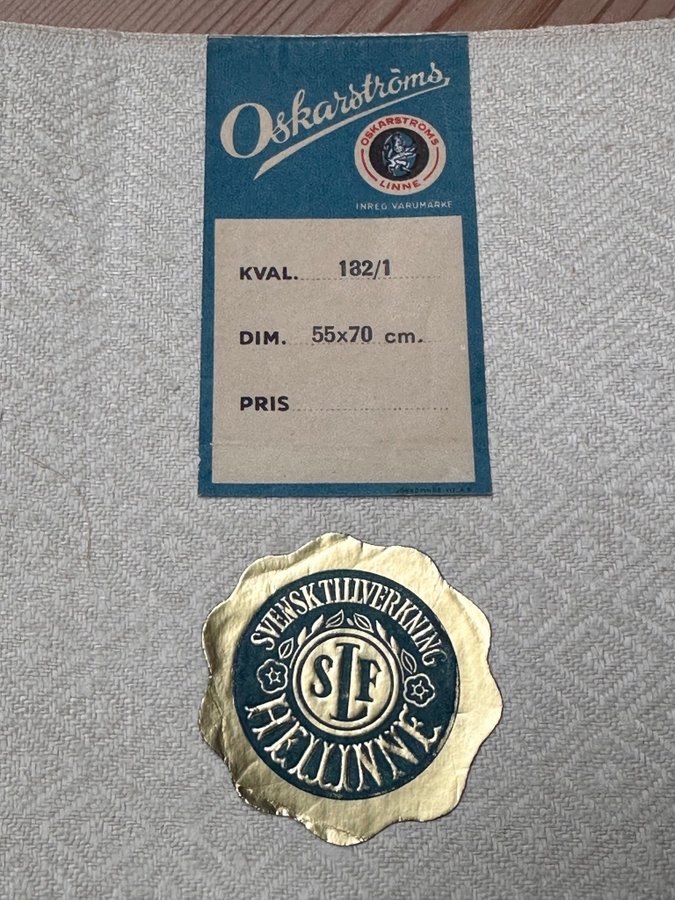 Oskarströms
OSKARSTRÖMS
LINNE
INREG. VARUMÄRKE
KVAL. 182/1
DIM. 55x70 cm.
PRIS
SVENSK TILLVERKNING
SLF
HELLINNE